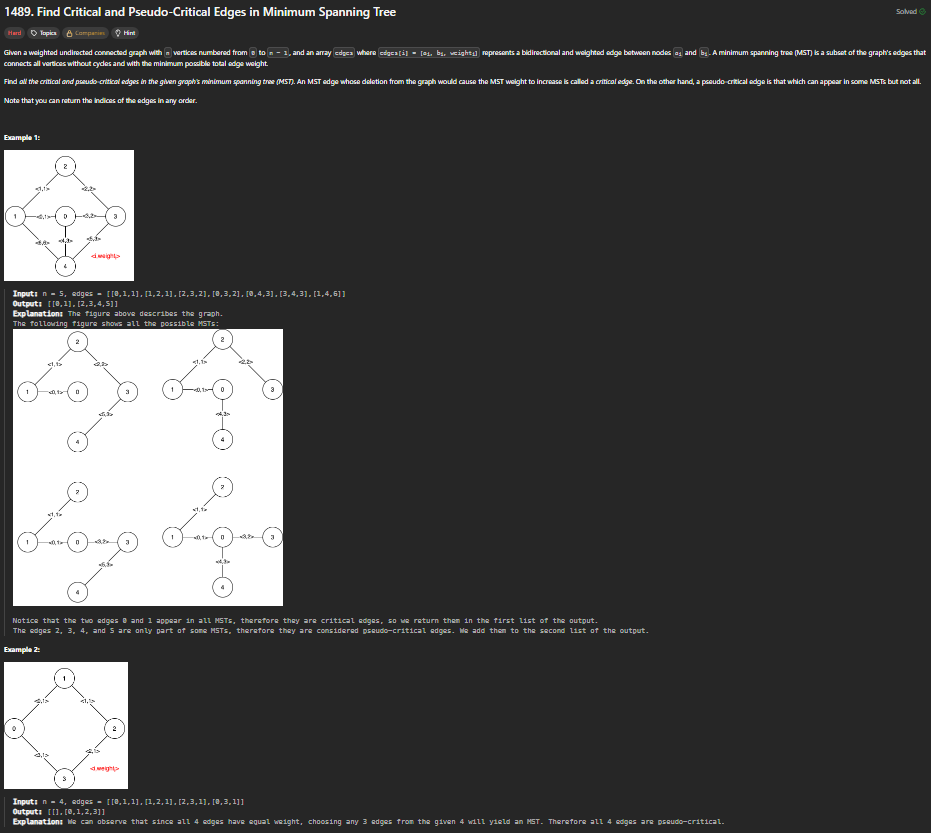 1489. Find Critical and Pseudo-Critical Edges in Minimum Spanning Tree
Solved
Hard Topics Companies Hint
Given a weighted undirected connected graph with n vertices numbered from 0 to n - 1, and an array edges where edges[i] = [ai, bi, weighti] represents a bidirectional and weighted edge between nodes ai and bi. A minimum spanning tree (MST) is a subset of the graph's edges that
connects all vertices without cycles and with the minimum possible total edge weight.
Find all the critical and pseudo-critical edges in the given graph's minimum spanning tree (MST). An MST edge whose deletion from the graph would cause the MST weight to increase is called a critical edge. On the other hand, a pseudo-critical edge is that which can appear in some MSTs but not all.
Note that you can return the indices of the edges in any order.
Example 1:
2
<1,1> <2,2>
1 <0,1> 0 <3,2> 3
<6,6> <4,3> <5,3>
<i,weighti>
4
Input: n = 5, edges = [[0,1,1],[1,2,1],[2,3,2],[0,3,2],[0,4,3],[3,4,3],[1,4,6]]
Output: [[0,1],[2,3,4,5]]
Explanation: The figure above describes the graph.
The following figure shows all the possible MSTs:
2 2
<1,1> <2,2> <1,1> <2,2>
1 <0,1> 0 3 1 <0,1> 0 3
<5,3> <4,3>
4 4
2 2
<1,1> <1,1>
1 <0,1> 0 <3,2> 3 1 <0,1> 0 <3,2> 3
<5,3> <4,3>
4 4
Notice that the two edges 0 and 1 appear in all MSTs, therefore they are critical edges, so we return them in the first list of the output.
The edges 2, 3, 4, and 5 are only part of some MSTs, therefore they are considered pseudo-critical edges. We add them to the second list of the output.
Example 2:
1
<0,1> <1,1>
0 2
<3,1> <2,1>
<i,weighti>
3
Input: n = 4, edges = [[0,1,1],[1,2,1],[2,3,1],[0,3,1]]
Output: [[],[0,1,2,3]]
Explanation: We can observe that since all 4 edges have equal weight, choosing any 3 edges from the given 4 will yield an MST. Therefore all 4 edges are pseudo-critical.